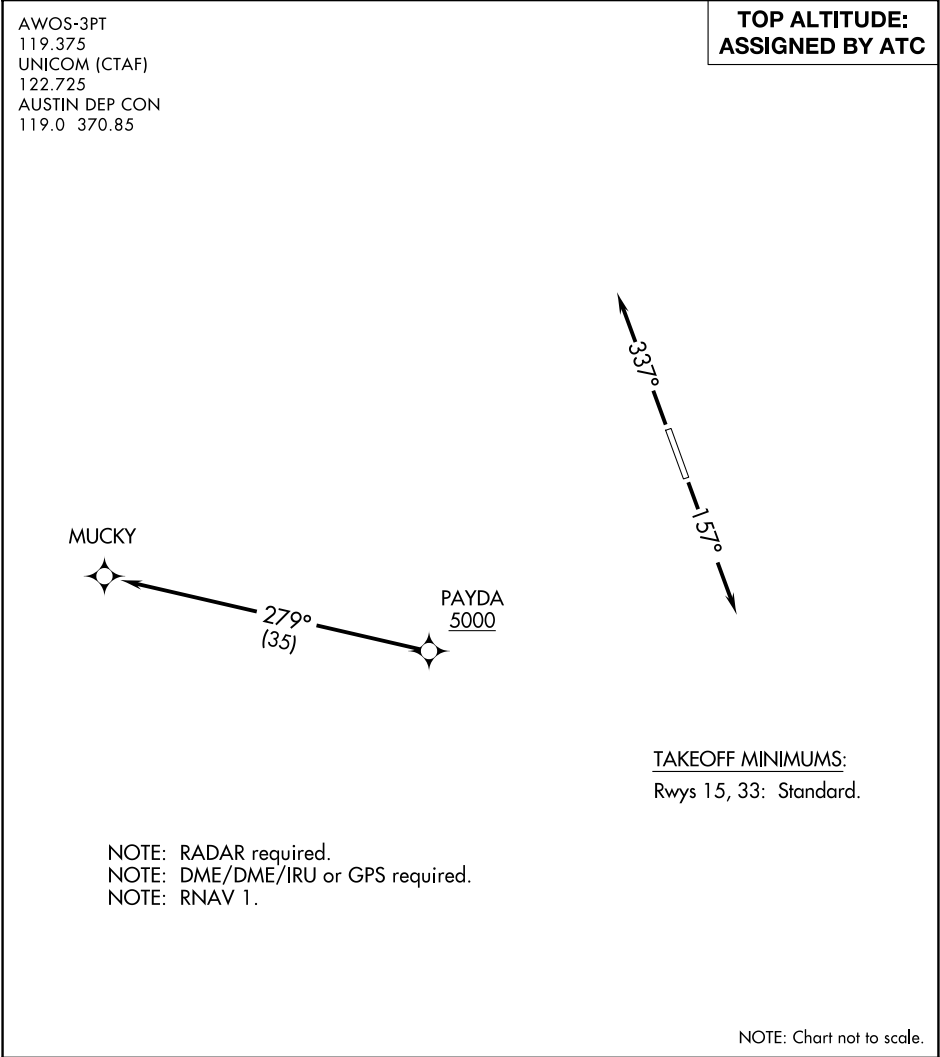 AWOS-3PT
119.375
UNICOM (CTAF)
122.725
AUSTIN DEP CON
119.0 370.85
TOP ALTITUDE:
ASSIGNED BY ATC
337°
157°
MUCKY
279°
(35)
PAYDA
5000
TAKEOFF MINIMUMS:
Rwys 15, 33: Standard.
NOTE: RADAR required.
NOTE: DME/DME/IRU or GPS required.
NOTE: RNAV 1.
NOTE: Chart not to scale.